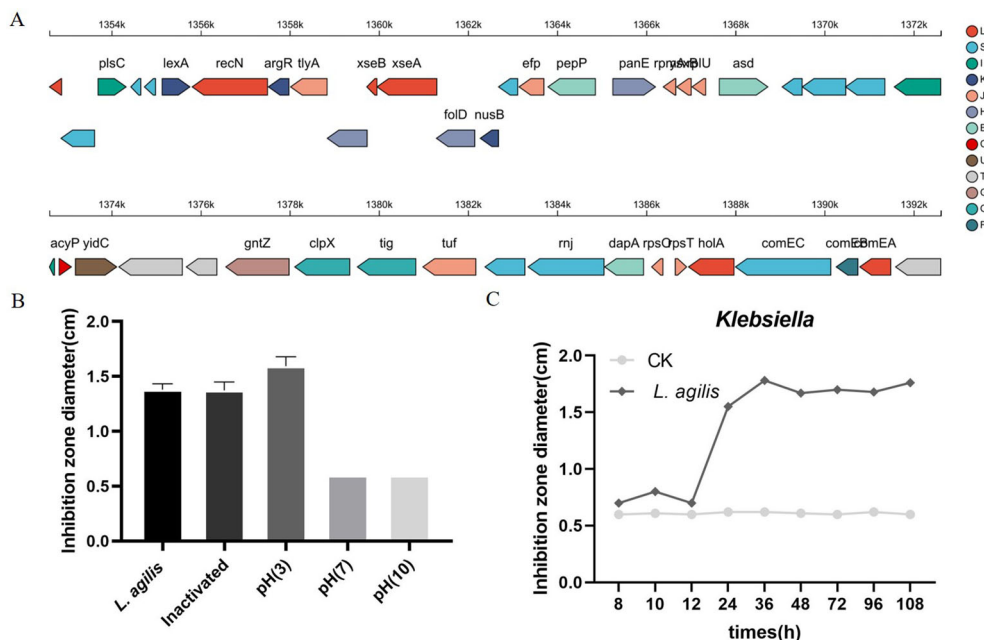 A
1354k 1356k 1358k 1360k 1362k 1364k 1366k 1368k 1370k 1372k
plsC lexA recN argR tlyA xseB xseA efp pepP panE asd
folD nusB
L
S
I
K
J
H
E
U
T
1374k 1376k 1378k 1380k 1382k 1384k 1386k 1388k 1390k 1392k
acyP yidC gntZ clpX tig tuf rnj dapA rpsO rpsT holA comEC comEB comEA
B
Inhibition zone diameter(cm)
2.0
1.5
1.0
0.5
0.0
L. agilis
Inactivated
pH(3)
pH(7)
pH(10)
C
Klebsiella
CK
L. agilis
Inhibition zone diameter(cm)
2.0
1.5
1.0
0.5
0.0
8 10 12 24 36 48 72 96 108
times(h)